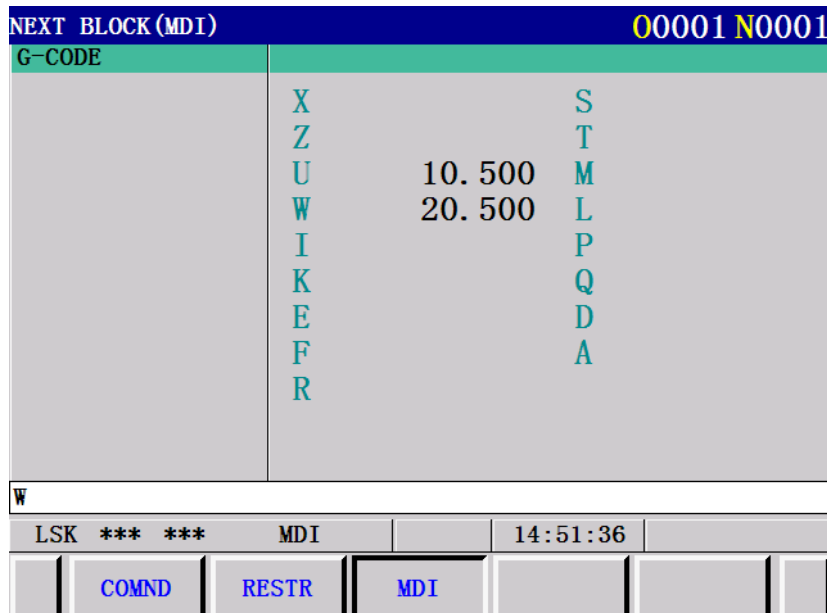 NEXT BLOCK(MDI) O0001 N0001
G-CODE
X S
Z T
U 10.500 M
W 20.500 L
I P
K Q
E D
F A
R
W
LSK *** *** MDI 14:51:36
COMND RESTR MDI